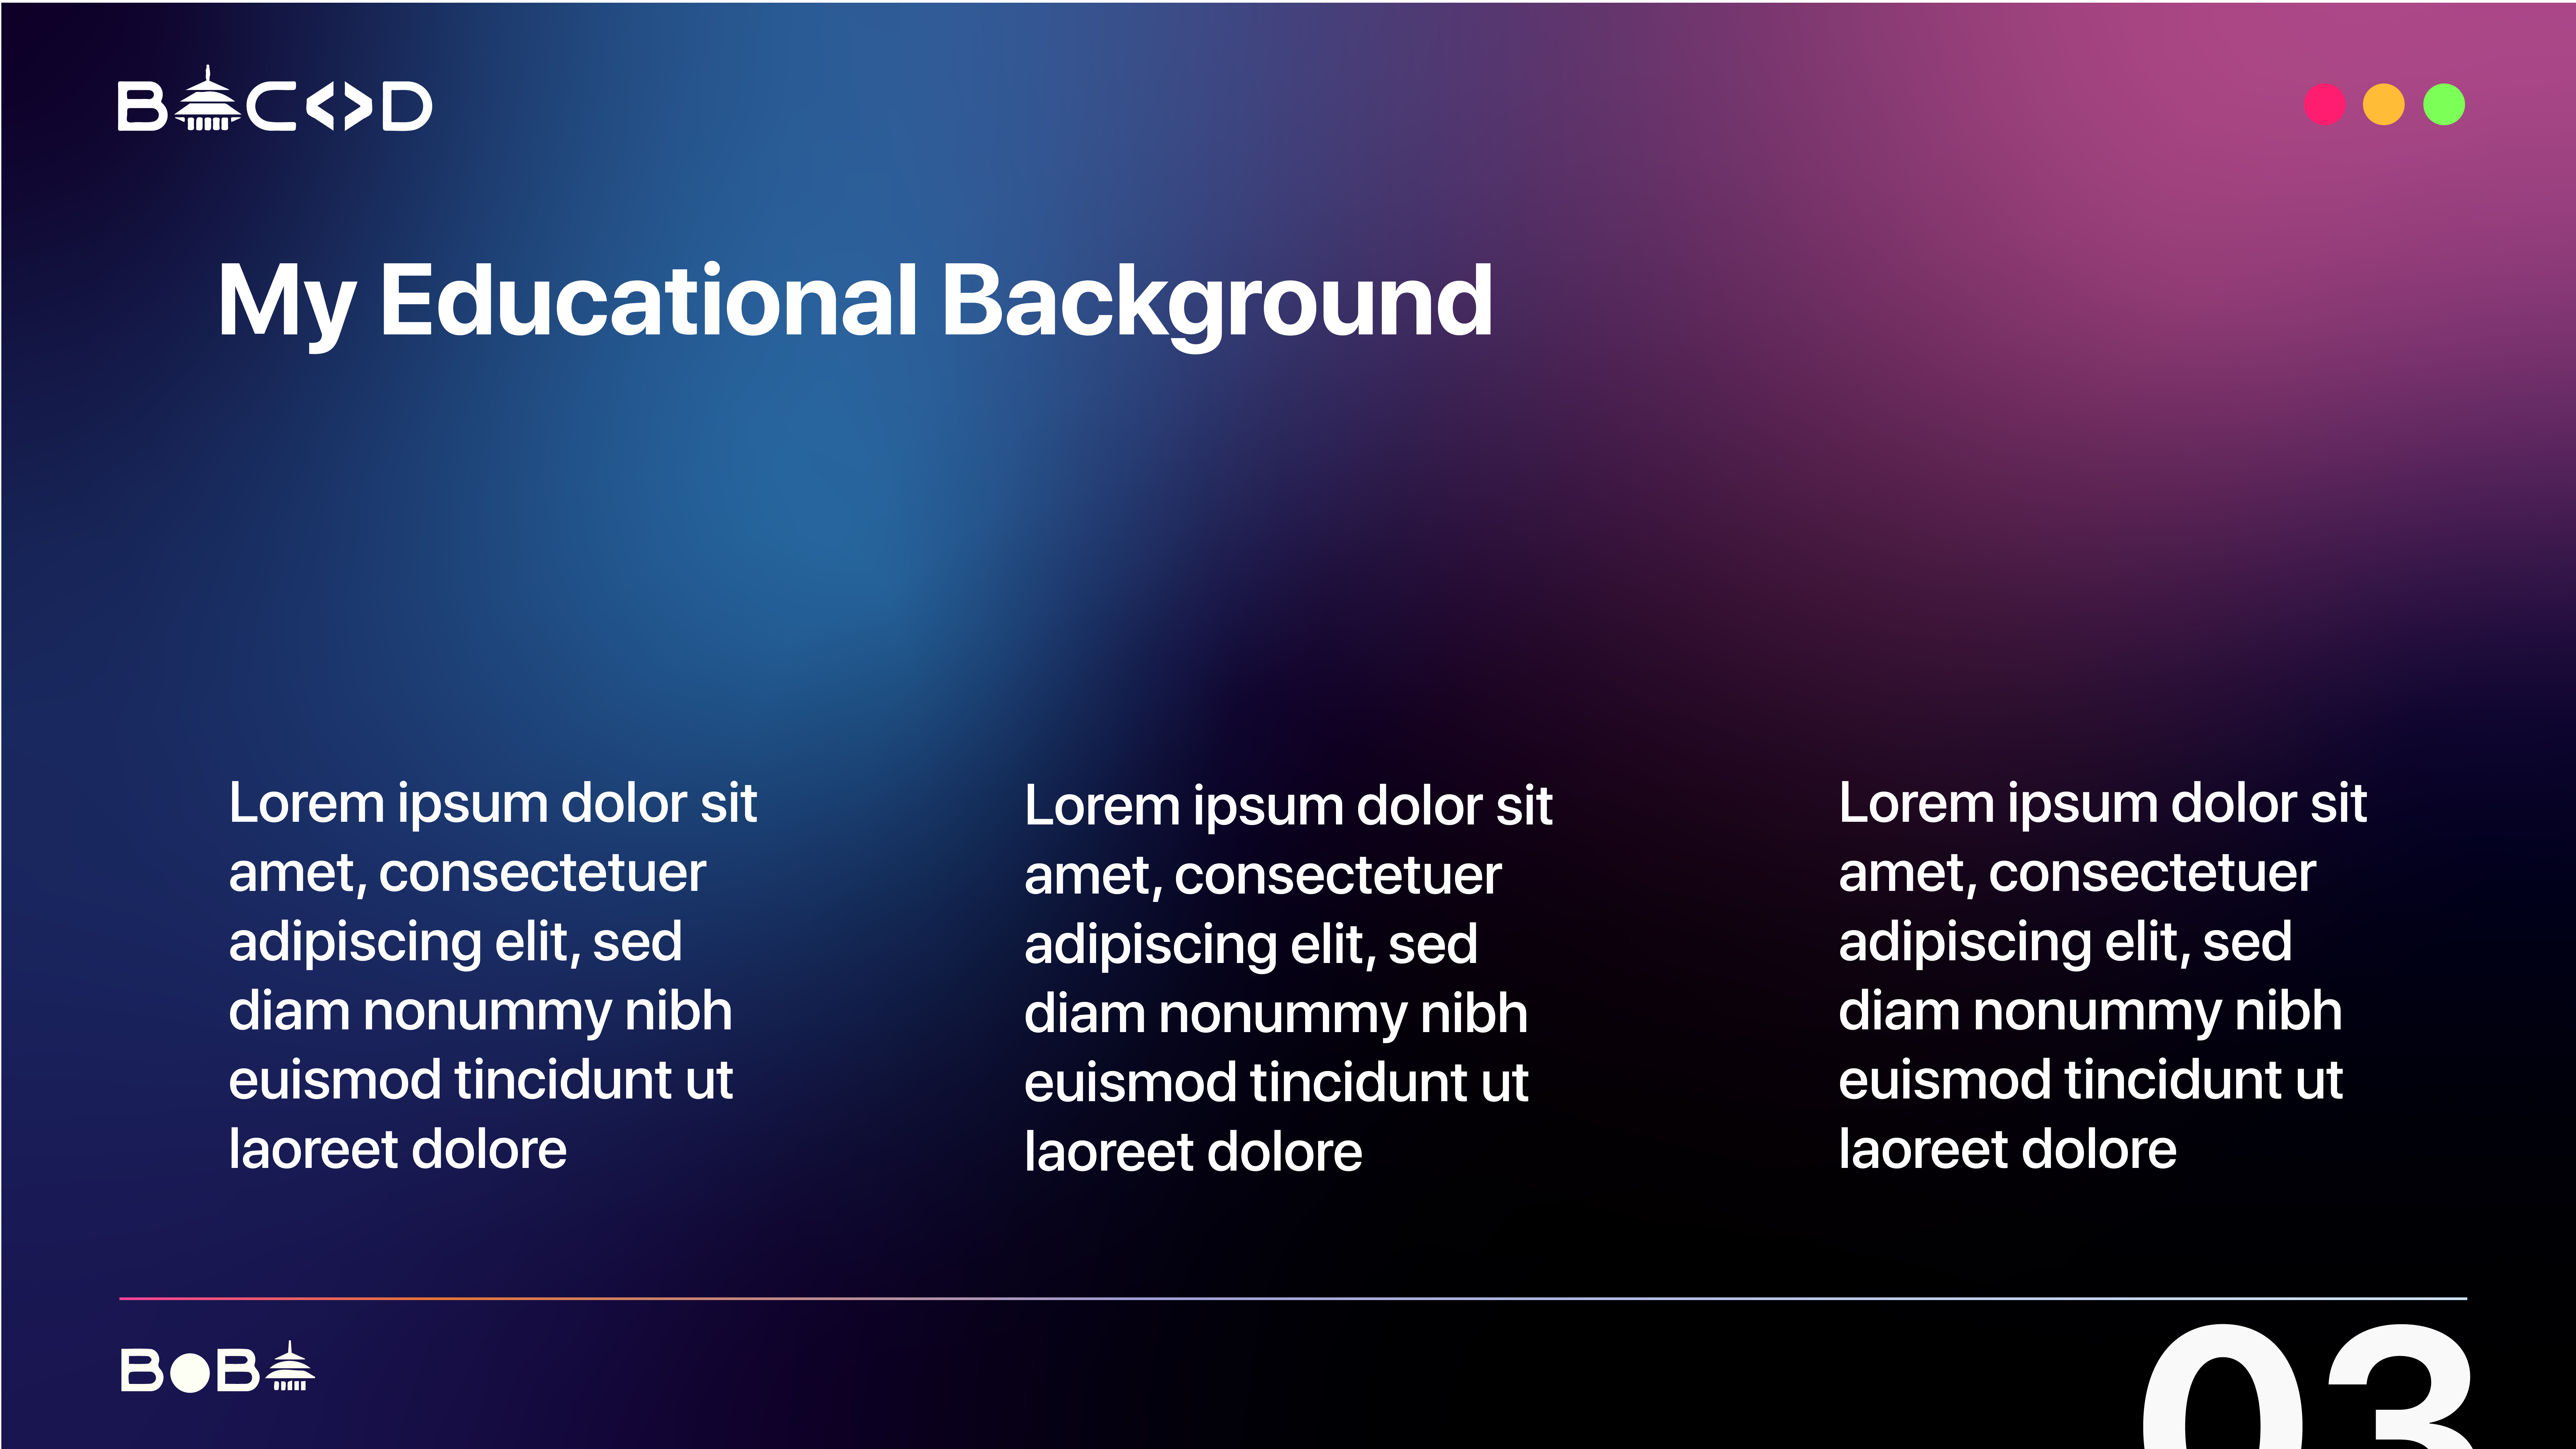 BACOD
My Educational Background
Lorem ipsum dolor sit
amet, consectetuer
adipiscing elit, sed
diam nonummy nibh
euismod tincidunt ut
laoreet dolore
Lorem ipsum dolor sit
amet, consectetuer
adipiscing elit, sed
diam nonummy nibh
euismod tincidunt ut
laoreet dolore
Lorem ipsum dolor sit
amet, consectetuer
adipiscing elit, sed
diam nonummy nibh
euismod tincidunt ut
laoreet dolore
BOBA
03